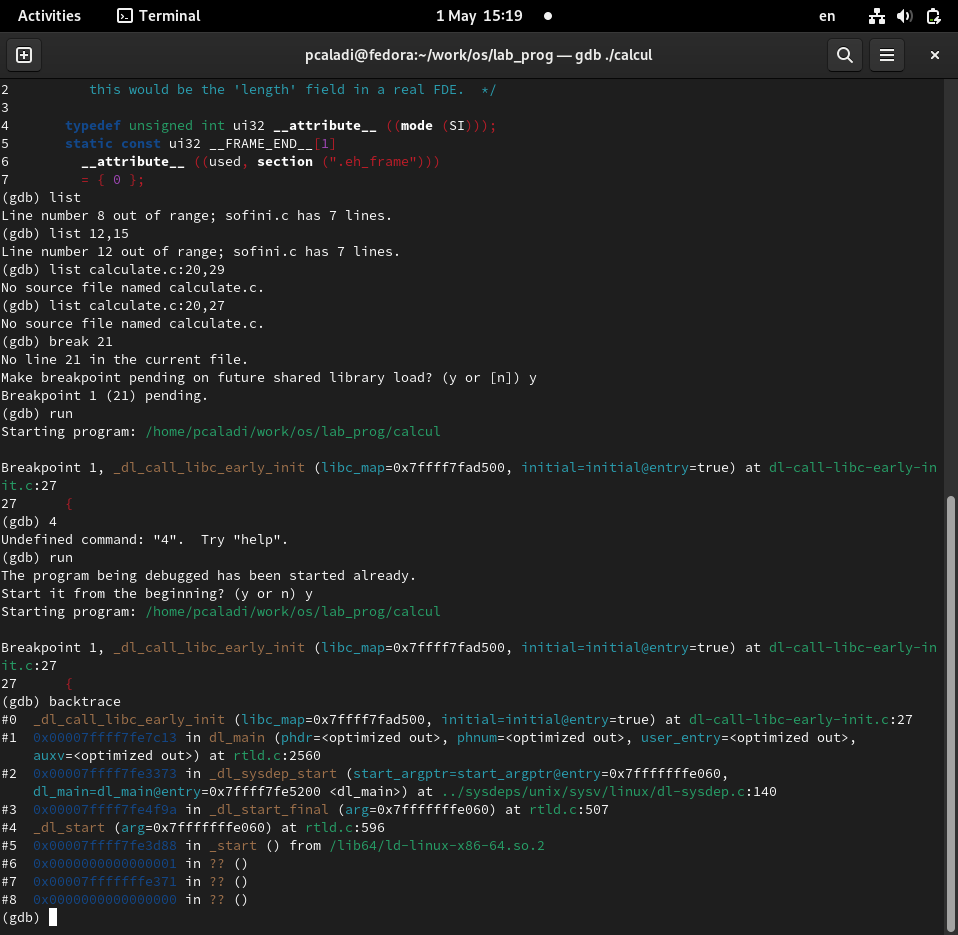 Activities Terminal 1 May 15:19 en
pcaladi@fedora:~/work/os/lab_prog — gdb ./calcul
2 this would be the 'length' field in a real FDE. */
3
4 typedef unsigned int ui32 __attribute__ ((mode (SI)));
5 static const ui32 __FRAME_END__[1]
6 __attribute__ ((used, section (".eh_frame")))
7 = { 0 };
(gdb) list
Line number 8 out of range; sofini.c has 7 lines.
(gdb) list 12,15
Line number 12 out of range; sofini.c has 7 lines.
(gdb) list calculate.c:20,29
No source file named calculate.c.
(gdb) list calculate.c:20,27
No source file named calculate.c.
(gdb) break 21
No line 21 in the current file.
Make breakpoint pending on future shared library load? (y or [n]) y
Breakpoint 1 (21) pending.
(gdb) run
Starting program: /home/pcaladi/work/os/lab_prog/calcul
Breakpoint 1, _dl_call_libc_early_init (libc_map=0x7ffff7fad500, initial=initial@entry=true) at dl-call-libc-early-in
it.c:27
27 {
(gdb) 4
Undefined command: "4". Try "help".
(gdb) run
The program being debugged has been started already.
Start it from the beginning? (y or n) y
Starting program: /home/pcaladi/work/os/lab_prog/calcul
Breakpoint 1, _dl_call_libc_early_init (libc_map=0x7ffff7fad500, initial=initial@entry=true) at dl-call-libc-early-in
it.c:27
27 {
(gdb) backtrace
#0 _dl_call_libc_early_init (libc_map=0x7ffff7fad500, initial=initial@entry=true) at dl-call-libc-early-init.c:27
#1 0x00007ffff7fe7c13 in dl_main (phdr=<optimized out>, phnum=<optimized out>, user_entry=<optimized out>,
auxv=<optimized out>) at rtld.c:2560
#2 0x00007ffff7fe3373 in _dl_sysdep_start (start_argptr=start_argptr@entry=0x7fffffffe060,
dl_main=dl_main@entry=0x7ffff7fe5200 <dl_main>) at ../sysdeps/unix/sysv/linux/dl-sysdep.c:140
#3 0x00007ffff7fe4f9a in _dl_start_final (arg=0x7fffffffe060) at rtld.c:507
#4 _dl_start (arg=0x7fffffffe060) at rtld.c:596
#5 0x00007ffff7fe3d88 in _start () from /lib64/ld-linux-x86-64.so.2
#6 0x0000000000000001 in ?? ()
#7 0x00007fffffffe371 in ?? ()
#8 0x0000000000000000 in ?? ()
(gdb)